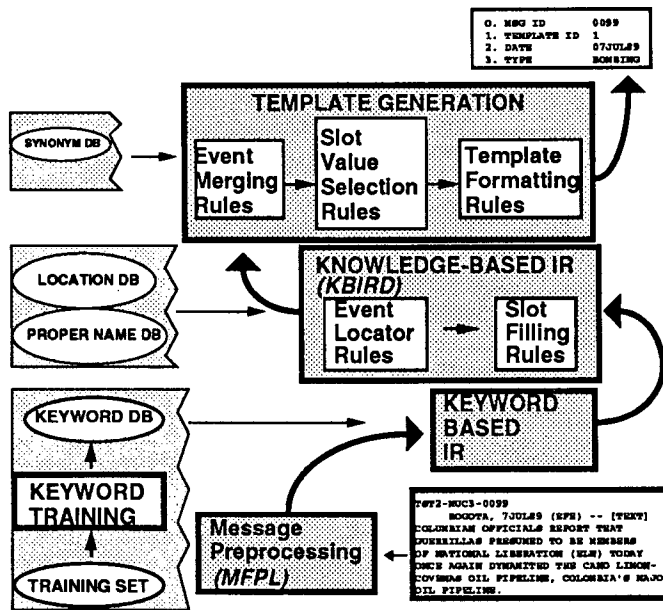 0. MSG ID 0099
1. TEMPLATE ID 1
2. DATE 07JUL89
3. TYPE BOMBING
TEMPLATE GENERATION
SYNONYM DB
Event
Merging
Rules
Slot
Value
Selection
Rules
Template
Formatting
Rules
LOCATION DB
PROPER NAME DB
KNOWLEDGE-BASED IR
(KBIRD)
Event
Locator
Rules
Slot
Filling
Rules
KEYWORD DB
KEYWORD
TRAINING
TRAINING SET
KEYWORD
BASED
IR
Message
Preprocessing
(MFPL)
TST2-MUC3-0099
BOGOTA, 7JUL89 (EFE) -- [TEXT]
COLUMBIAN OFFICIALS REPORT THAT
GUERRILLAS PRESUMED TO BE MEMBERS
OF NATIONAL LIBERATION (ELN) TODAY
ONCE AGAIN DYNAMITED THE CANO LIMON-
COVENAS OIL PIPELINE, COLOMBIA'S MAJO
OIL PIPELINE.